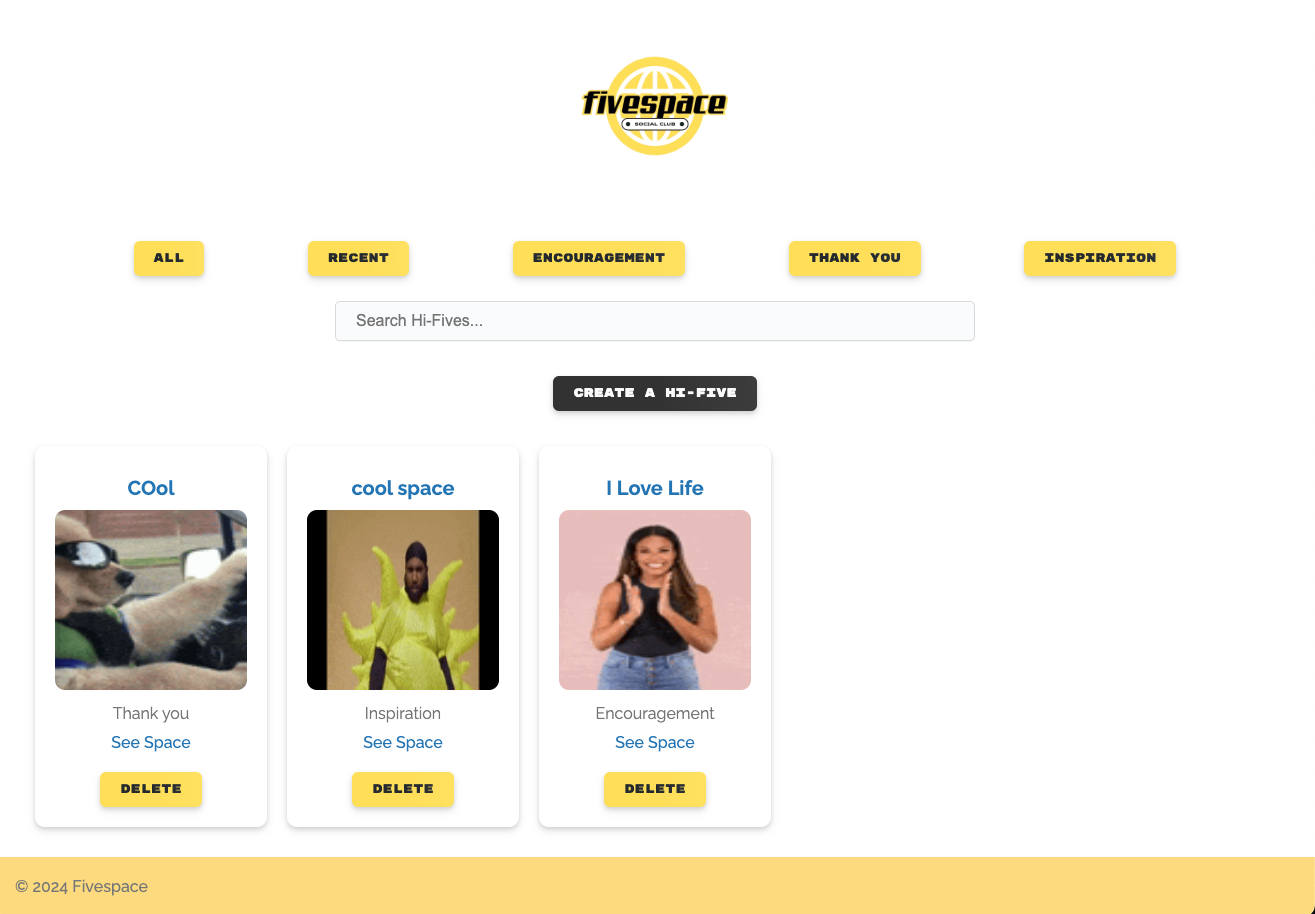 fivespace
SOCIAL CLUB
ALL RECENT ENCOURAGEMENT THANK YOU INSPIRATION
Search Hi-Fives...
CREATE A HI-FIVE
COol cool space I Love Life
Thank you Inspiration Encouragement
See Space See Space See Space
DELETE DELETE DELETE
© 2024 Fivespace